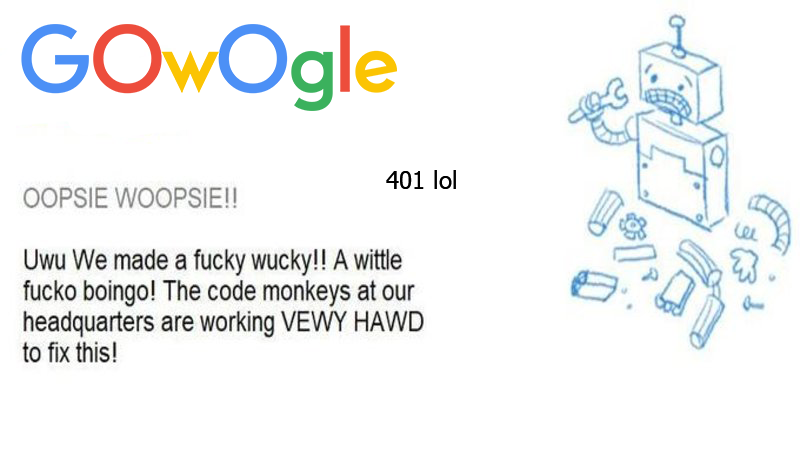 GOwOgle
401 lol
OOPSIE WOOPSIE!!
Uwu We made a fucky wucky!! A wittle
fucko boingo! The code monkeys at our
headquarters are working VEWY HAWD
to fix this!